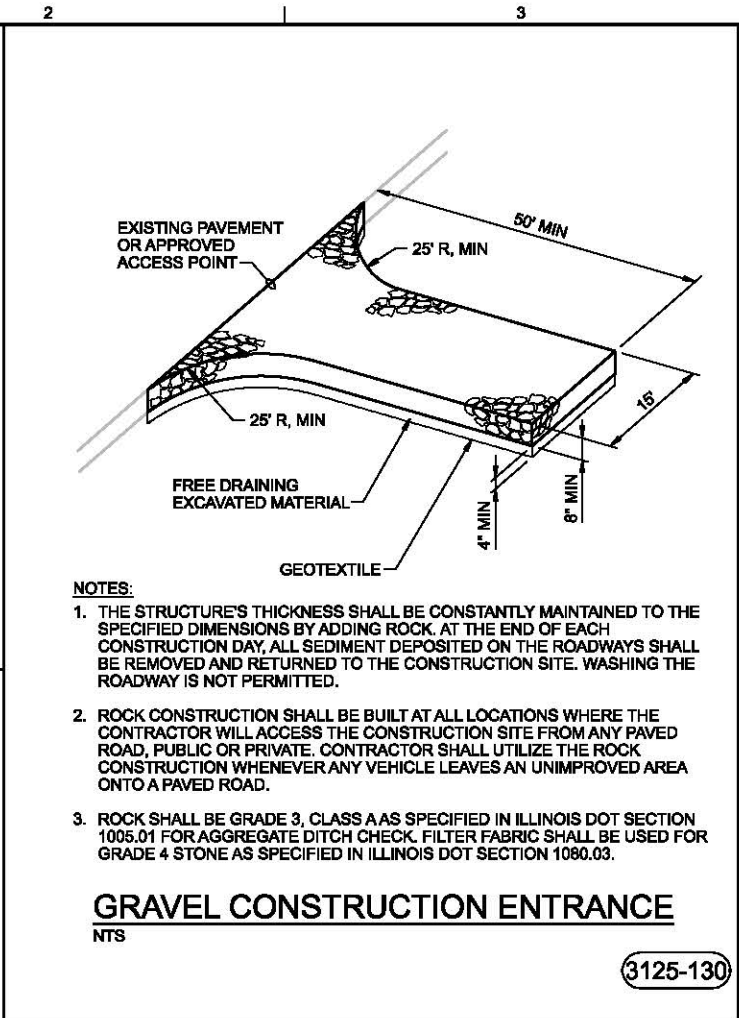 2
3
EXISTING PAVEMENT
OR APPROVED
ACCESS POINT
50' MIN
25' R, MIN
15'
25' R, MIN
FREE DRAINING
EXCAVATED MATERIAL
4" MIN
8" MIN
GEOTEXTILE
NOTES:
1. THE STRUCTURE'S THICKNESS SHALL BE CONSTANTLY MAINTAINED TO THE
SPECIFIED DIMENSIONS BY ADDING ROCK. AT THE END OF EACH
CONSTRUCTION DAY, ALL SEDIMENT DEPOSITED ON THE ROADWAYS SHALL
BE REMOVED AND RETURNED TO THE CONSTRUCTION SITE. WASHING THE
ROADWAY IS NOT PERMITTED.
2. ROCK CONSTRUCTION SHALL BE BUILT AT ALL LOCATIONS WHERE THE
CONTRACTOR WILL ACCESS THE CONSTRUCTION SITE FROM ANY PAVED
ROAD, PUBLIC OR PRIVATE. CONTRACTOR SHALL UTILIZE THE ROCK
CONSTRUCTION WHENEVER ANY VEHICLE LEAVES AN UNIMPROVED AREA
ONTO A PAVED ROAD.
3. ROCK SHALL BE GRADE 3, CLASS A AS SPECIFIED IN ILLINOIS DOT SECTION
1005.01 FOR AGGREGATE DITCH CHECK. FILTER FABRIC SHALL BE USED FOR
GRADE 4 STONE AS SPECIFIED IN ILLINOIS DOT SECTION 1080.03.
GRAVEL CONSTRUCTION ENTRANCE
NTS
3125-130